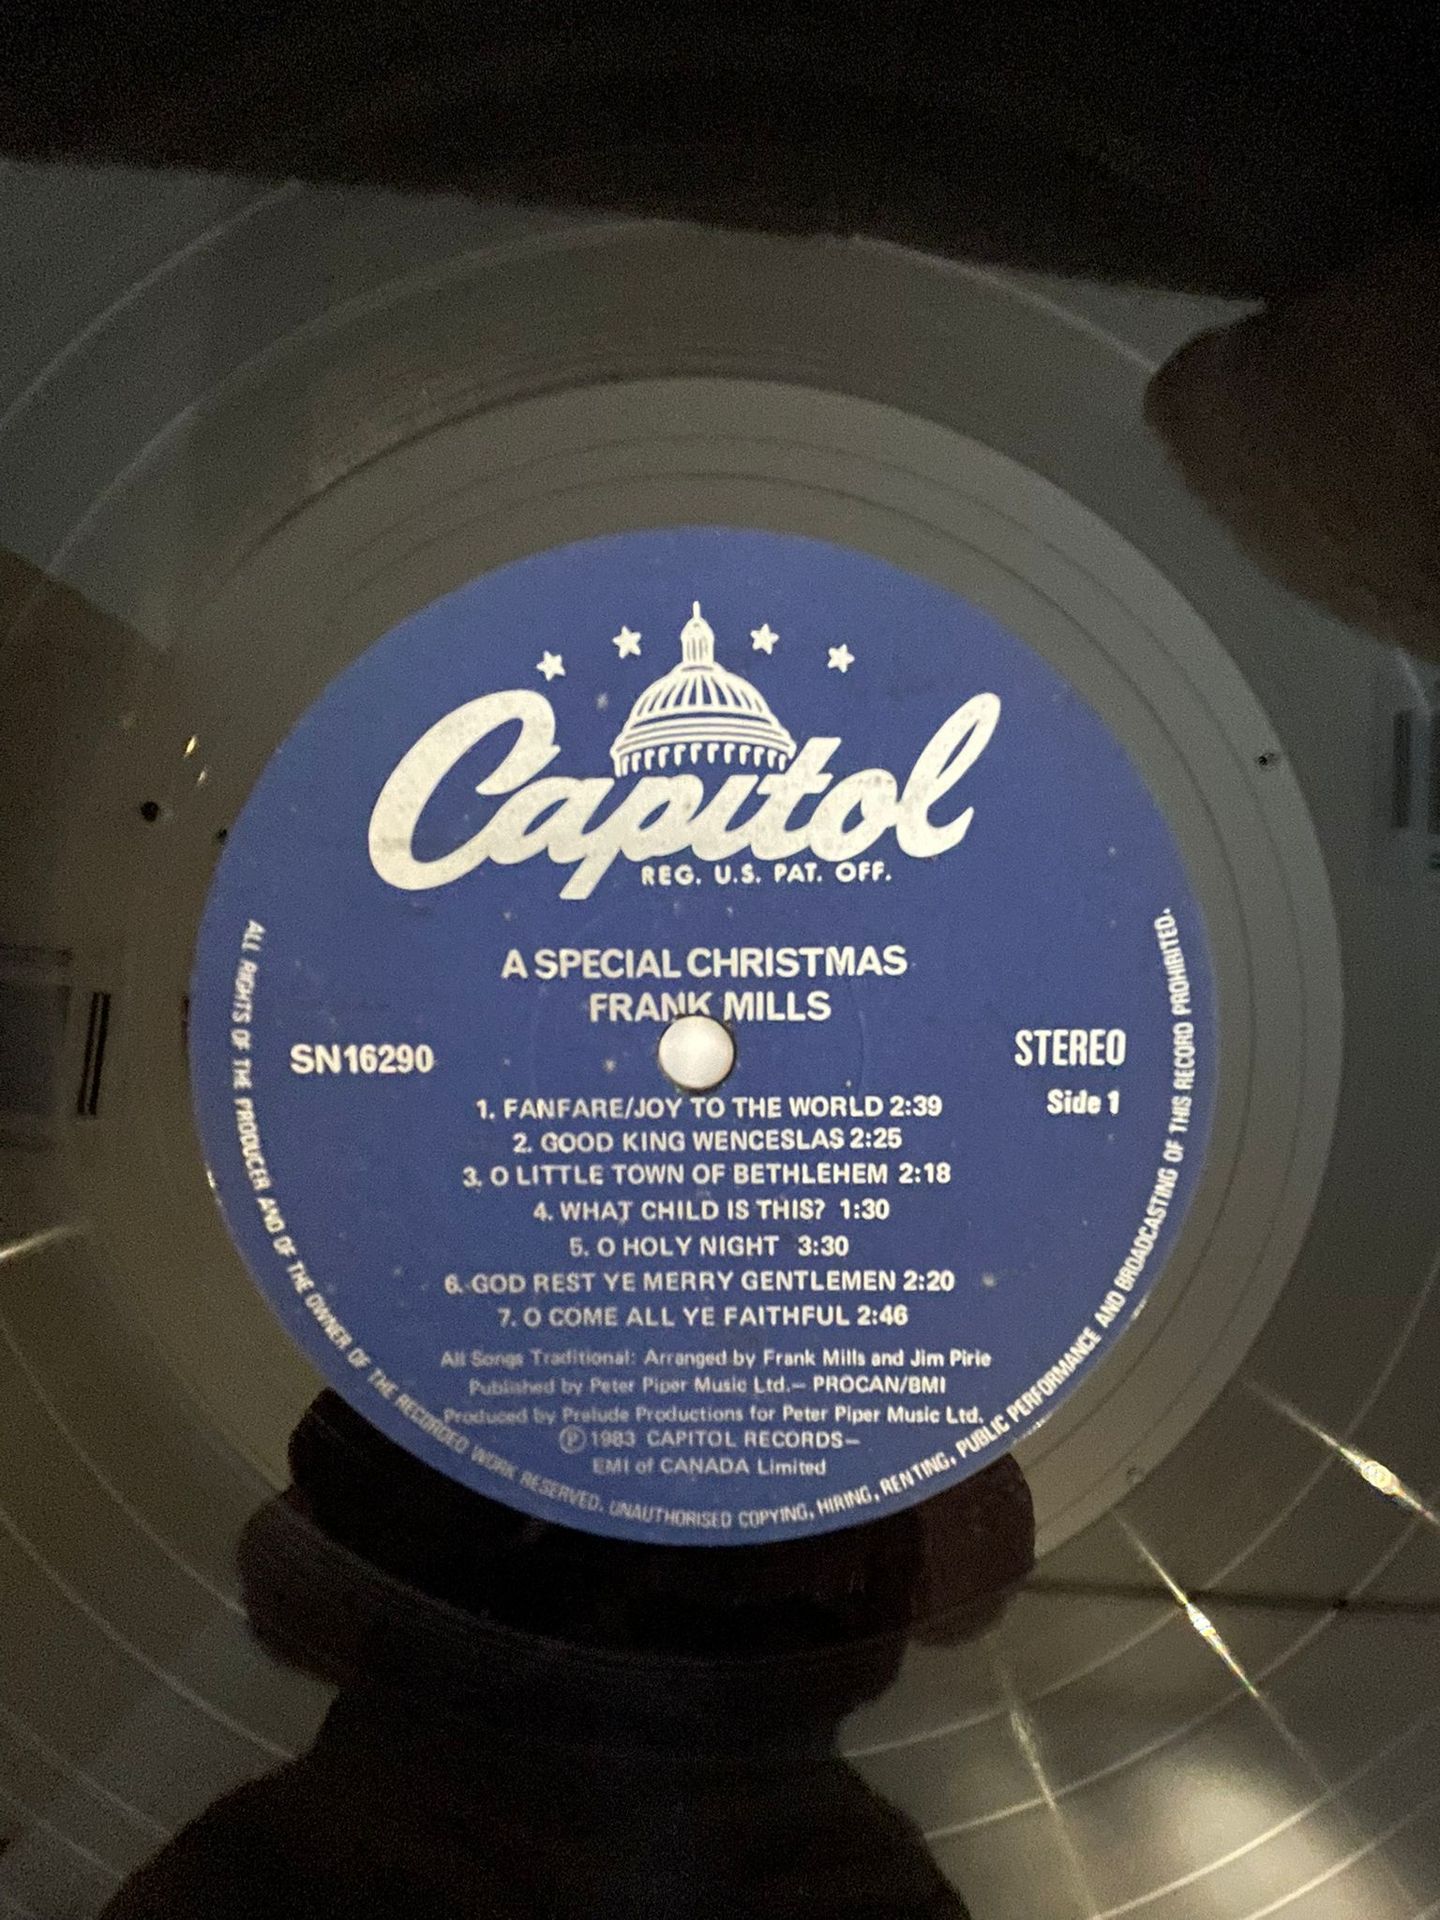 Capitol
REG. U.S. PAT. OFF.
A SPECIAL CHRISTMAS
FRANK MILLS
SN16290
STEREO
Side 1
1. FANFARE/JOY TO THE WORLD 2:39
2. GOOD KING WENCESLAS 2:25
3. O LITTLE TOWN OF BETHLEHEM 2:18
4. WHAT CHILD IS THIS? 1:30
5. O HOLY NIGHT 3:30
6. GOD REST YE MERRY GENTLEMEN 2:20
7. O COME ALL YE FAITHFUL 2:46
All Songs Traditional: Arranged by Frank Mills and Jim Pirie
Published by Peter Piper Music Ltd.– PROCAN/BMI
Produced by Prelude Productions for Peter Piper Music Ltd.
Ⓟ 1983 CAPITOL RECORDS–
EMI of CANADA Limited
ALL RIGHTS OF THE PRODUCER AND OF THE OWNER OF THE RECORDED WORK RESERVED. UNAUTHORISED COPYING, HIRING, RENTING, PUBLIC PERFORMANCE AND BROADCASTING OF THIS RECORD PROHIBITED.